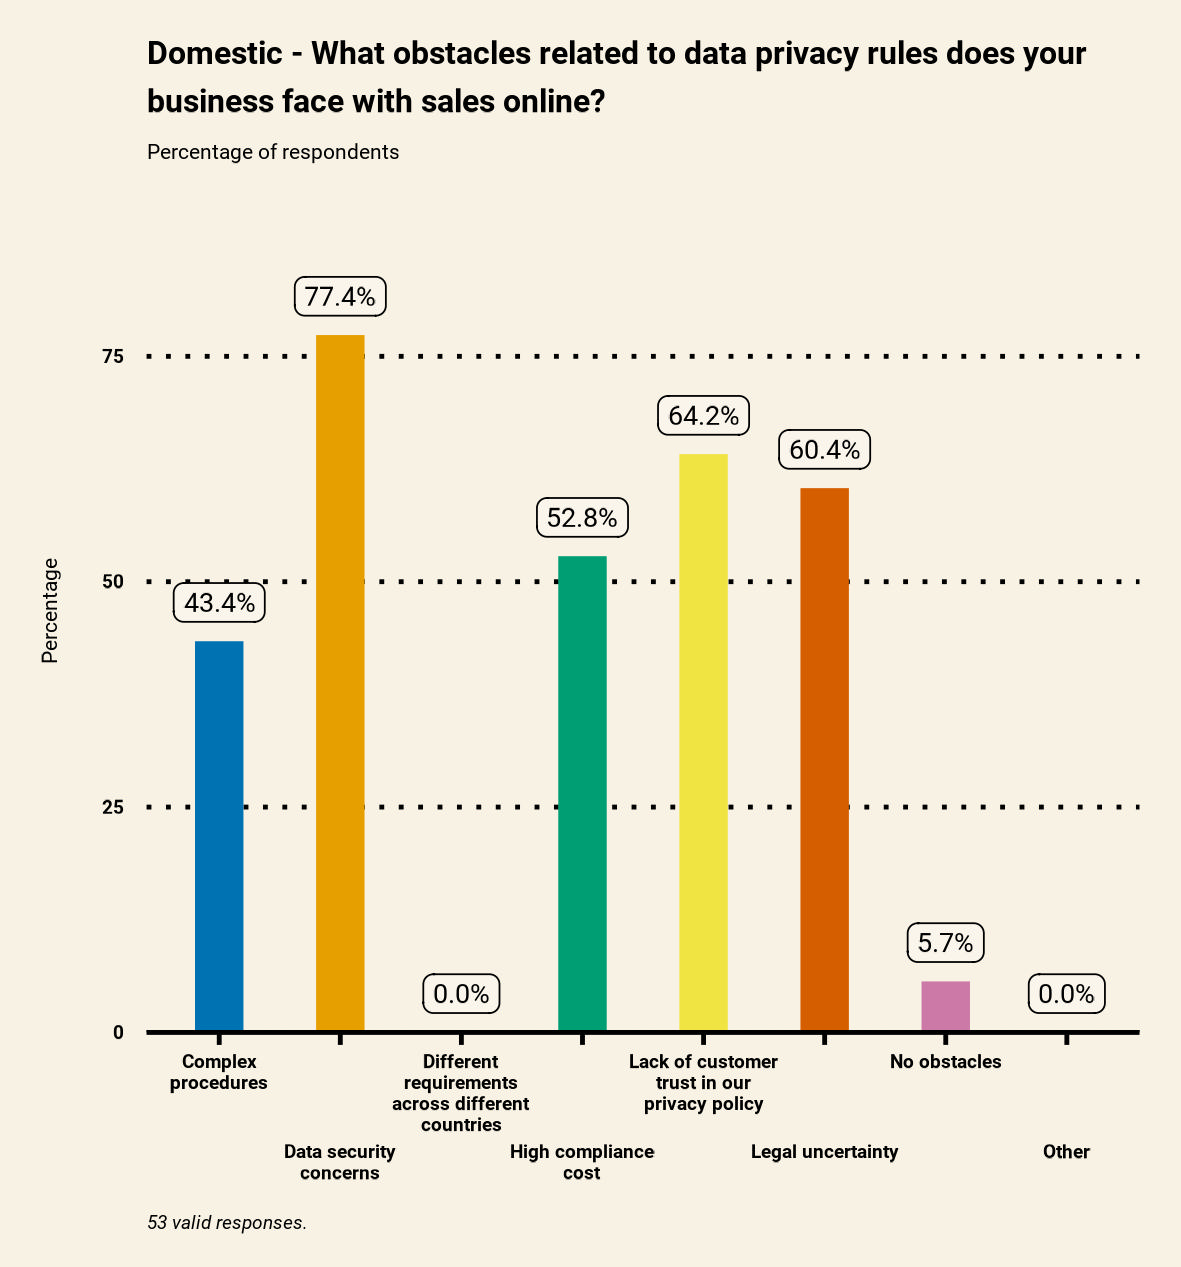 Domestic - What obstacles related to data privacy rules does your
business face with sales online?
Percentage of respondents
77.4%
75
64.2%
60.4%
52.8%
50
43.4%
Percentage
25
5.7%
0.0%
0.0%
0
Complex
procedures
Different
requirements
across different
countries
Lack of customer
trust in our
privacy policy
No obstacles
Data security
concerns
High compliance
cost
Legal uncertainty
Other
53 valid responses.